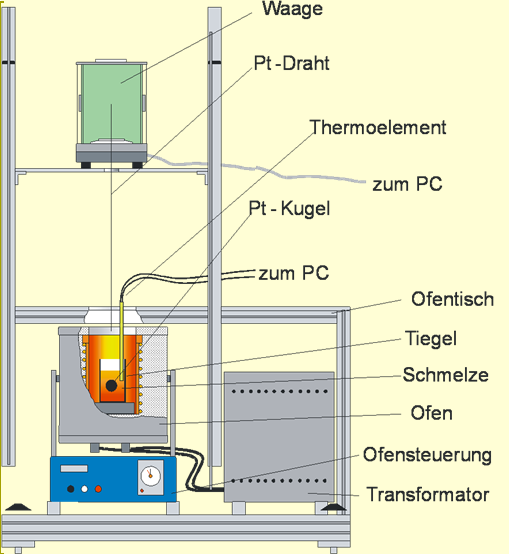 Waage
Pt-Draht
Thermoelement
zum PC
Pt-Kugel
zum PC
Ofentisch
Tiegel
Schmelze
Ofen
Ofensteuerung
Transformator